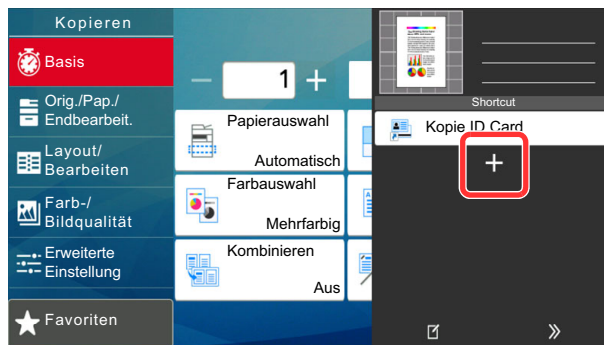 Kopieren
Basis
Orig./Pap./
Endbearbeit.
Layout/
Bearbeiten
Farb-/
Bildqualität
Erweiterte
Einstellung
Favoriten
1
Papierauswahl
Automatisch
Farbauswahl
Mehrfarbig
Kombinieren
Aus
Shortcut
Kopie ID Card